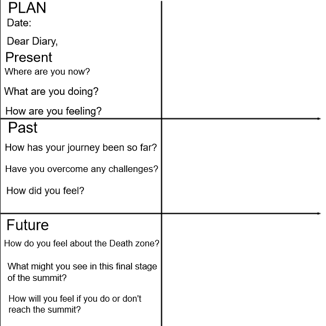 PLAN
Date:
Dear Diary,
Present
Where are you now?
What are you doing?
How are you feeling?
Past
How has your journey been so far?
Have you overcome any challenges?
How did you feel?
Future
How do you feel about the Death zone?
What might you see in this final stage
of the summit?
How will you feel if you do or don't
reach the summit?